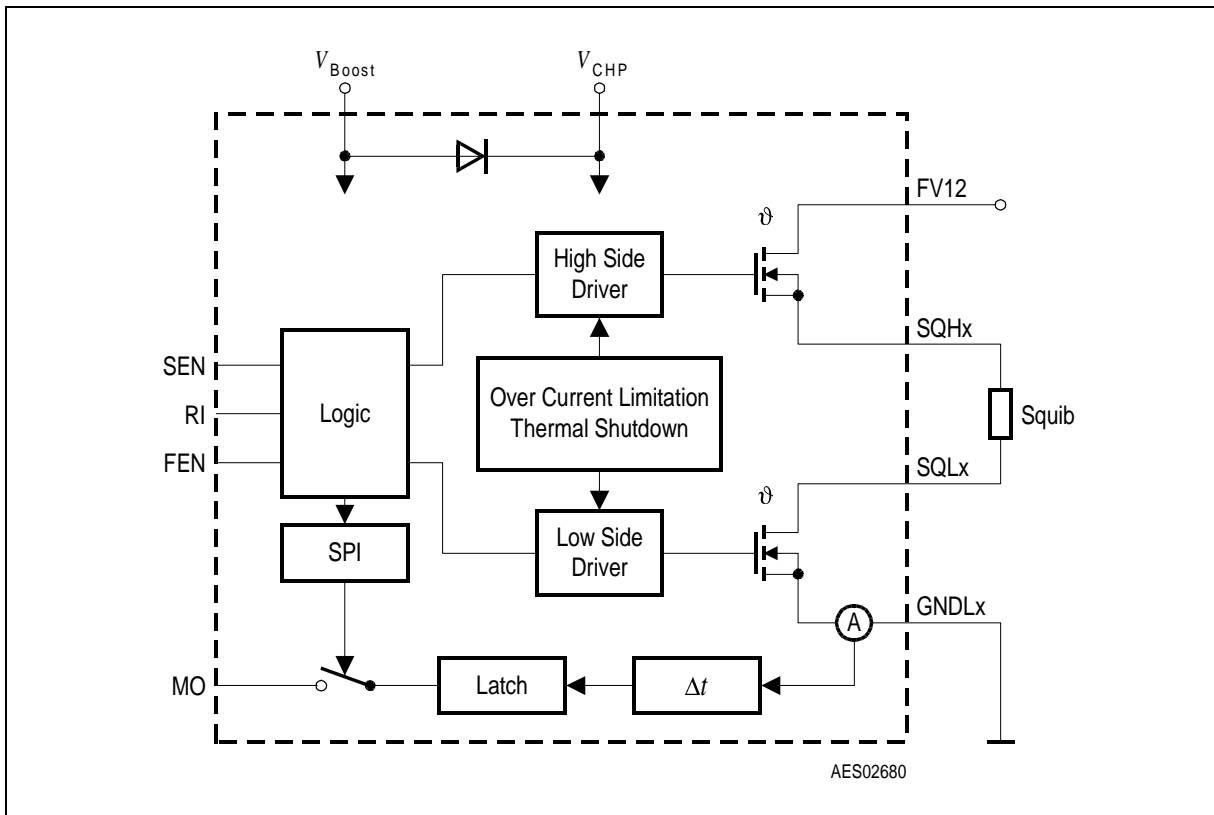 VBoost
VCHP
FV12
ϑ
High Side
Driver
SQHx
SEN
RI
FEN
Logic
Over Current Limitation
Thermal Shutdown
Squib
SQLx
ϑ
SPI
Low Side
Driver
GNDLx
A
MO
Latch
Δt
AES02680